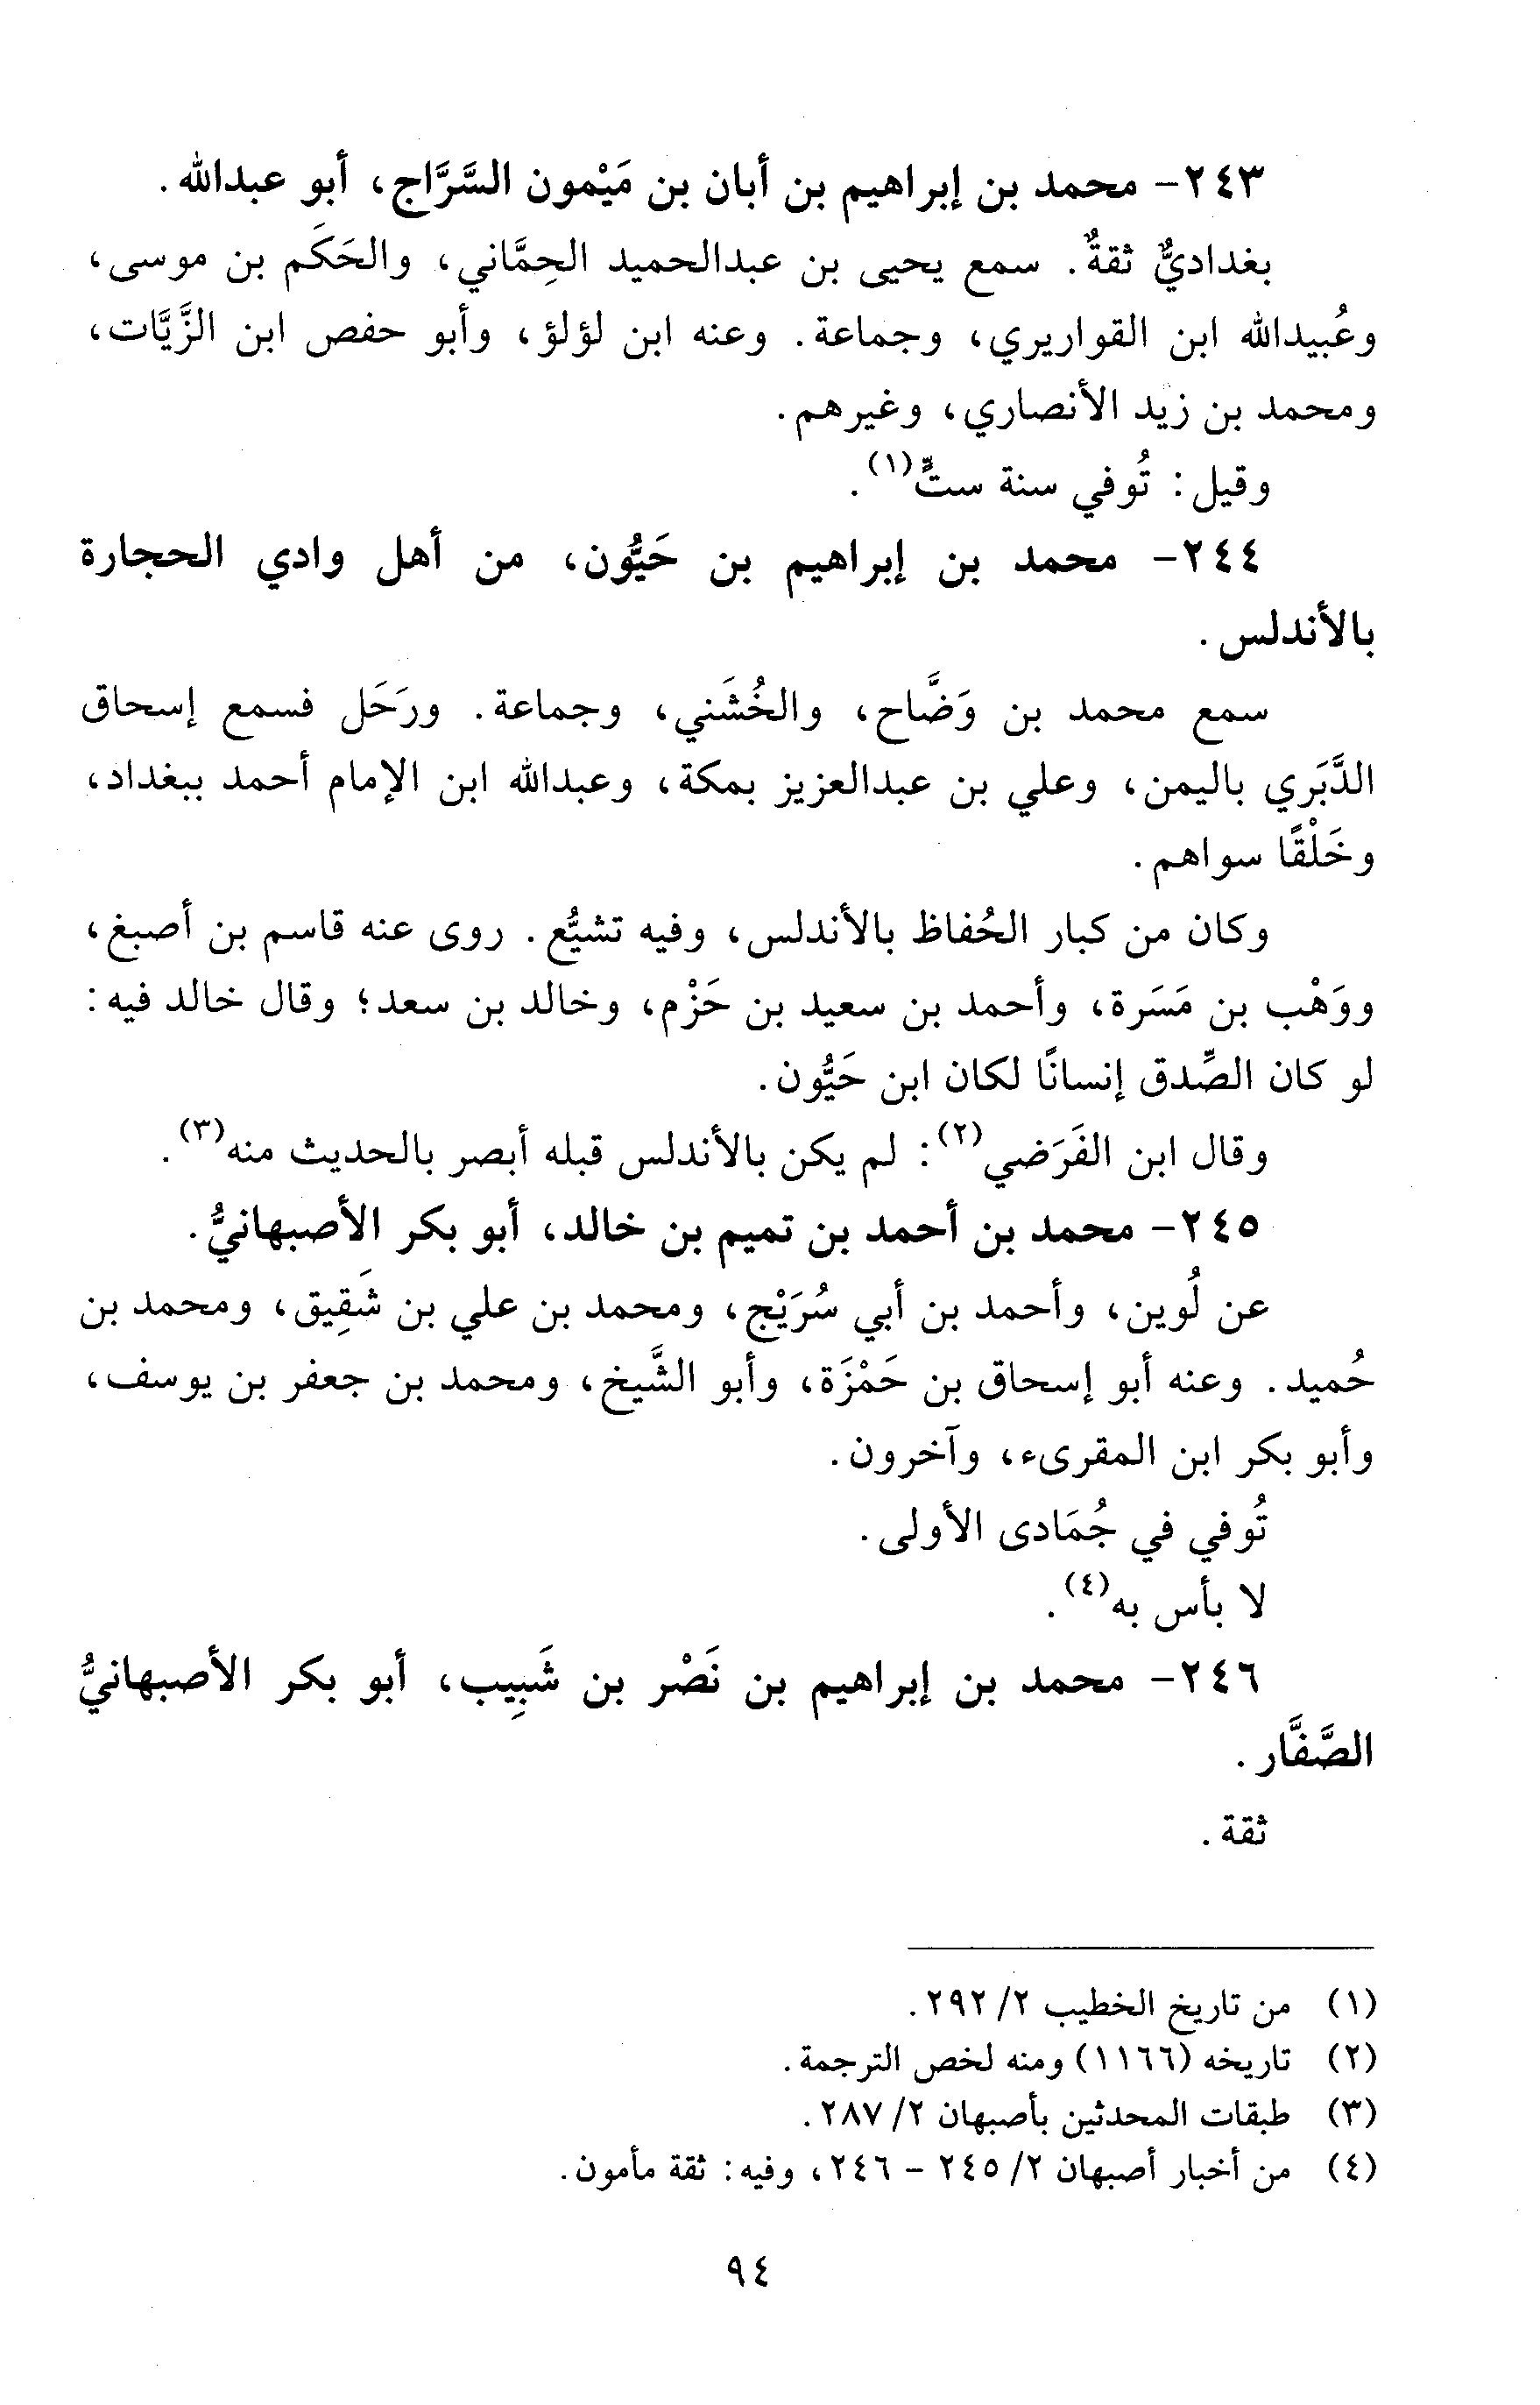 ٢٤٣- محمد بن إبراهيم بن أبان بن مَيْمون السَّرَّاج، أبو عبدالله.
بغداديٌّ ثقةٌ. سمع يحيى بن عبدالحميد الحِمَّاني، والحَكَم بن موسى،
وعُبيدالله ابن القواريري، وجماعة. وعنه ابن لؤلؤ، وأبو حفص ابن الزَّيَّات،
ومحمد بن زيد الأنصاري، وغيرهم.
وقيل: تُوفي سنة ستٍّ(١).
٢٤٤- محمد بن إبراهيم بن حَيُّون، من أهل وادي الحجارة
بالأندلس.
سمع محمد بن وَضَّاح، والخُشَني، وجماعة. ورَحَل فسمع إسحاق
الدَّبَري باليمن، وعلي بن عبدالعزيز بمكة، وعبدالله ابن الإمام أحمد ببغداد،
وخَلْقًا سواهم.
وكان من كبار الحُفاظ بالأندلس، وفيه تشيُّع. روى عنه قاسم بن أصبغ،
ووَهْب بن مَسَرة، وأحمد بن سعيد بن حَزْم، وخالد بن سعد؛ وقال خالد فيه:
لو كان الصِّدق إنسانًا لكان ابن حَيُّون.
وقال ابن الفَرَضي(٢): لم يكن بالأندلس قبله أبصر بالحديث منه(٣).
٢٤٥- محمد بن أحمد بن تميم بن خالد، أبو بكر الأصبهانيُّ.
عن لُوين، وأحمد بن أبي سُرَيْج، ومحمد بن علي بن شَقِيق، ومحمد بن
حُميد. وعنه أبو إسحاق بن حَمْزَة، وأبو الشَّيخ، ومحمد بن جعفر بن يوسف،
وأبو بكر ابن المقرىء، وآخرون.
تُوفي في جُمَادى الأولى.
لا بأس به(٤).
٢٤٦- محمد بن إبراهيم بن نَصْر بن شَبِيب، أبو بكر الأصبهانيُّ
الصَّفَّار.
ثقة.
(١) من تاريخ الخطيب ٢/ ٢٩٢.
(٢) تاريخه (١١٦٦) ومنه لخص الترجمة.
(٣) طبقات المحدثين بأصبهان ٢/ ٢٨٧.
(٤) من أخبار أصبهان ٢/ ٢٤٥ - ٢٤٦، وفيه: ثقة مأمون.
٩٤